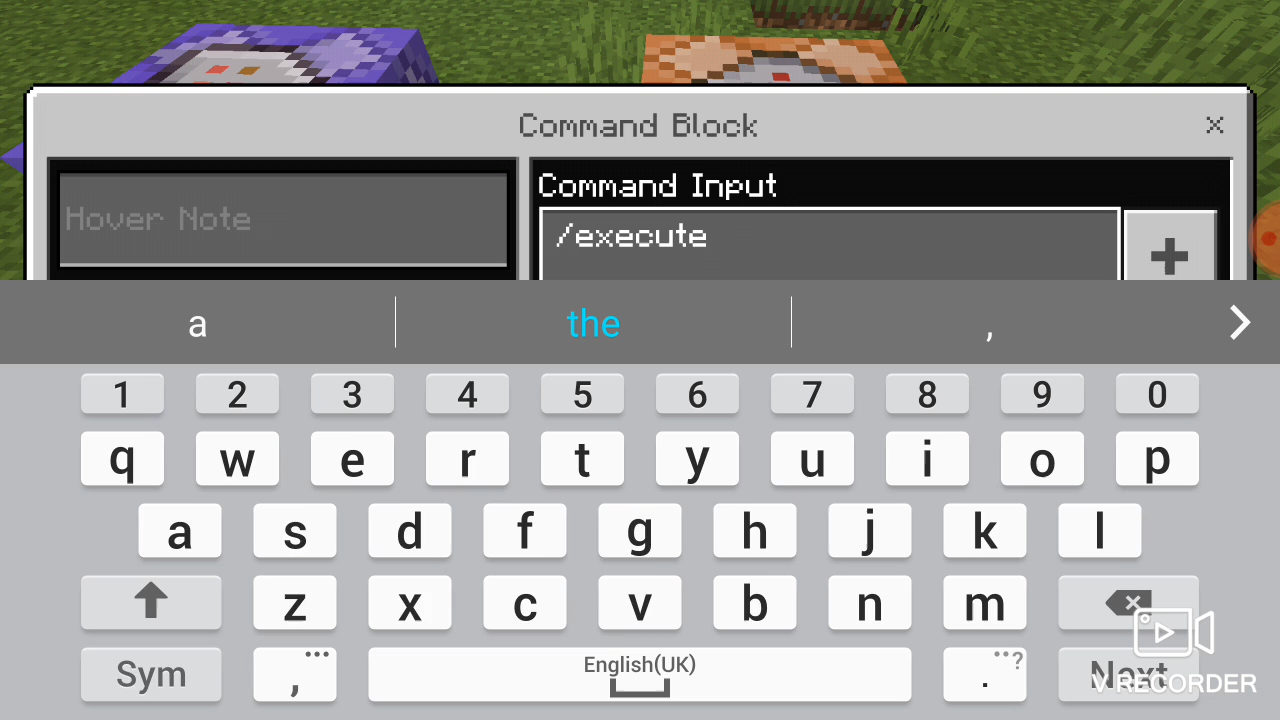 Command Block
×
Hover Note
Command Input
/execute
+
a the ,
1 2 3 4 5 6 7 8 9 0
q w e r t y u i o p
a s d f g h j k l
z x c v b n m
Sym , English(UK) . ? Next
V RECORDER